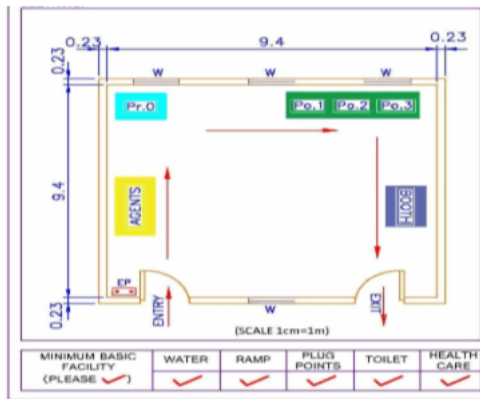 0.23 9.4 0.23
0.23
W W W
Pr.O Po.1 Po.2 Po.3
9.4
AGENTS BOOTH
EP
ENTRY EXIT
0.23
W
(SCALE 1cm=1m)
MINIMUM BASIC FACILITY (PLEASE ✓) WATER RAMP PLUG POINTS TOILET HEALTH CARE
✓ ✓ ✓ ✓ ✓